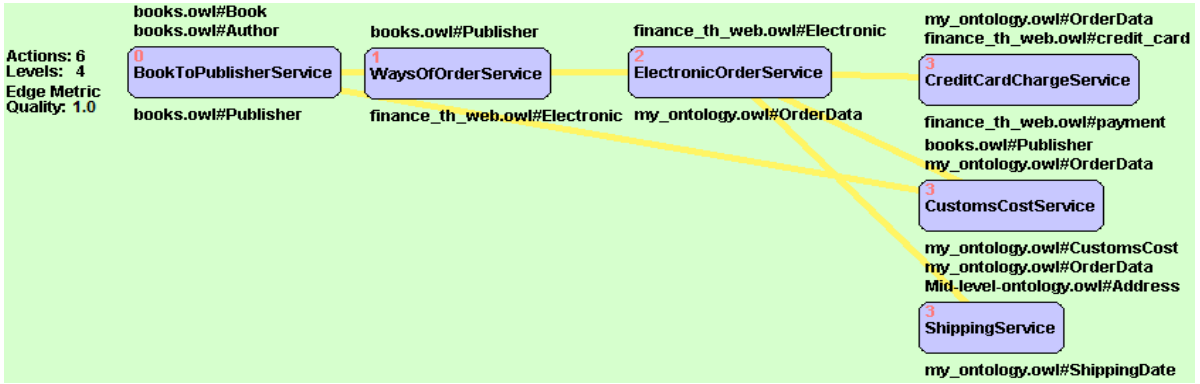 Actions: 6
Levels: 4
Edge Metric
Quality: 1.0
books.owl#Book
books.owl#Author
0
BookToPublisherService
books.owl#Publisher
books.owl#Publisher
1
WaysOfOrderService
finance_th_web.owl#Electronic
finance_th_web.owl#Electronic
2
ElectronicOrderService
my_ontology.owl#OrderData
my_ontology.owl#OrderData
finance_th_web.owl#credit_card
3
CreditCardChargeService
finance_th_web.owl#payment
books.owl#Publisher
my_ontology.owl#OrderData
3
CustomsCostService
my_ontology.owl#CustomsCost
my_ontology.owl#OrderData
Mid-level-ontology.owl#Address
3
ShippingService
my_ontology.owl#ShippingDate